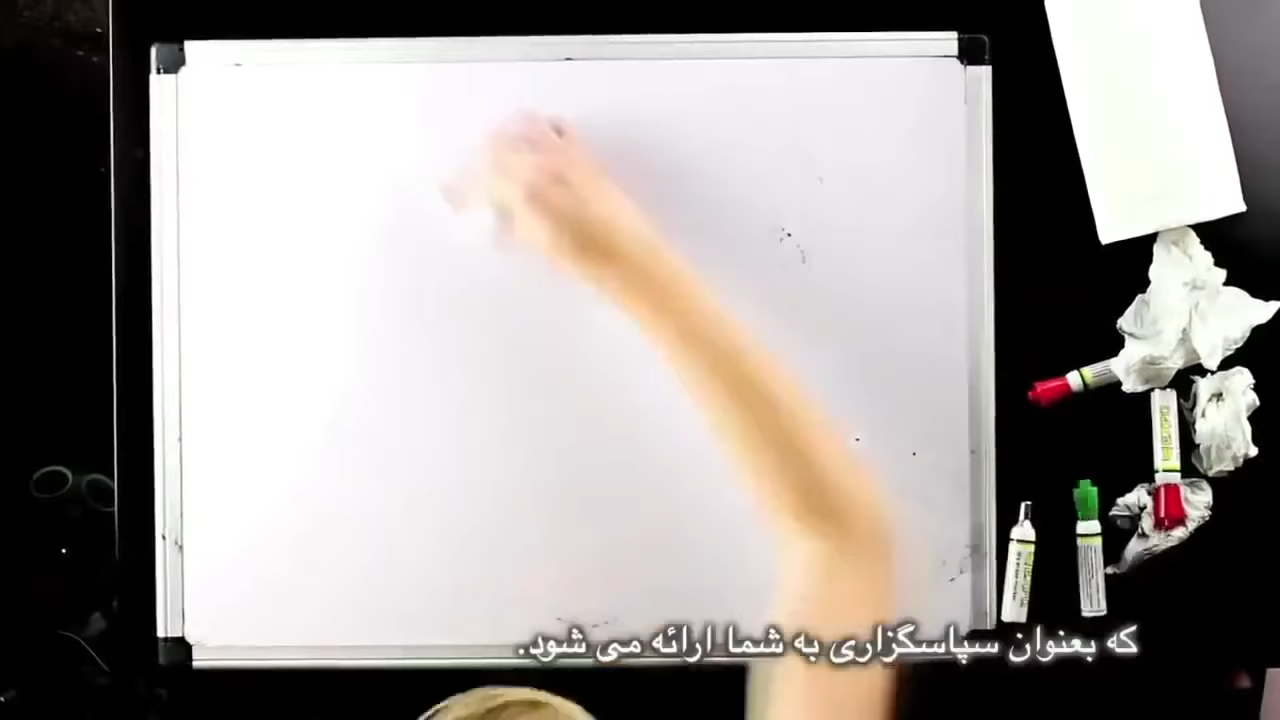 که بعنوان سپاسگزاری به شما ارائه می شود.